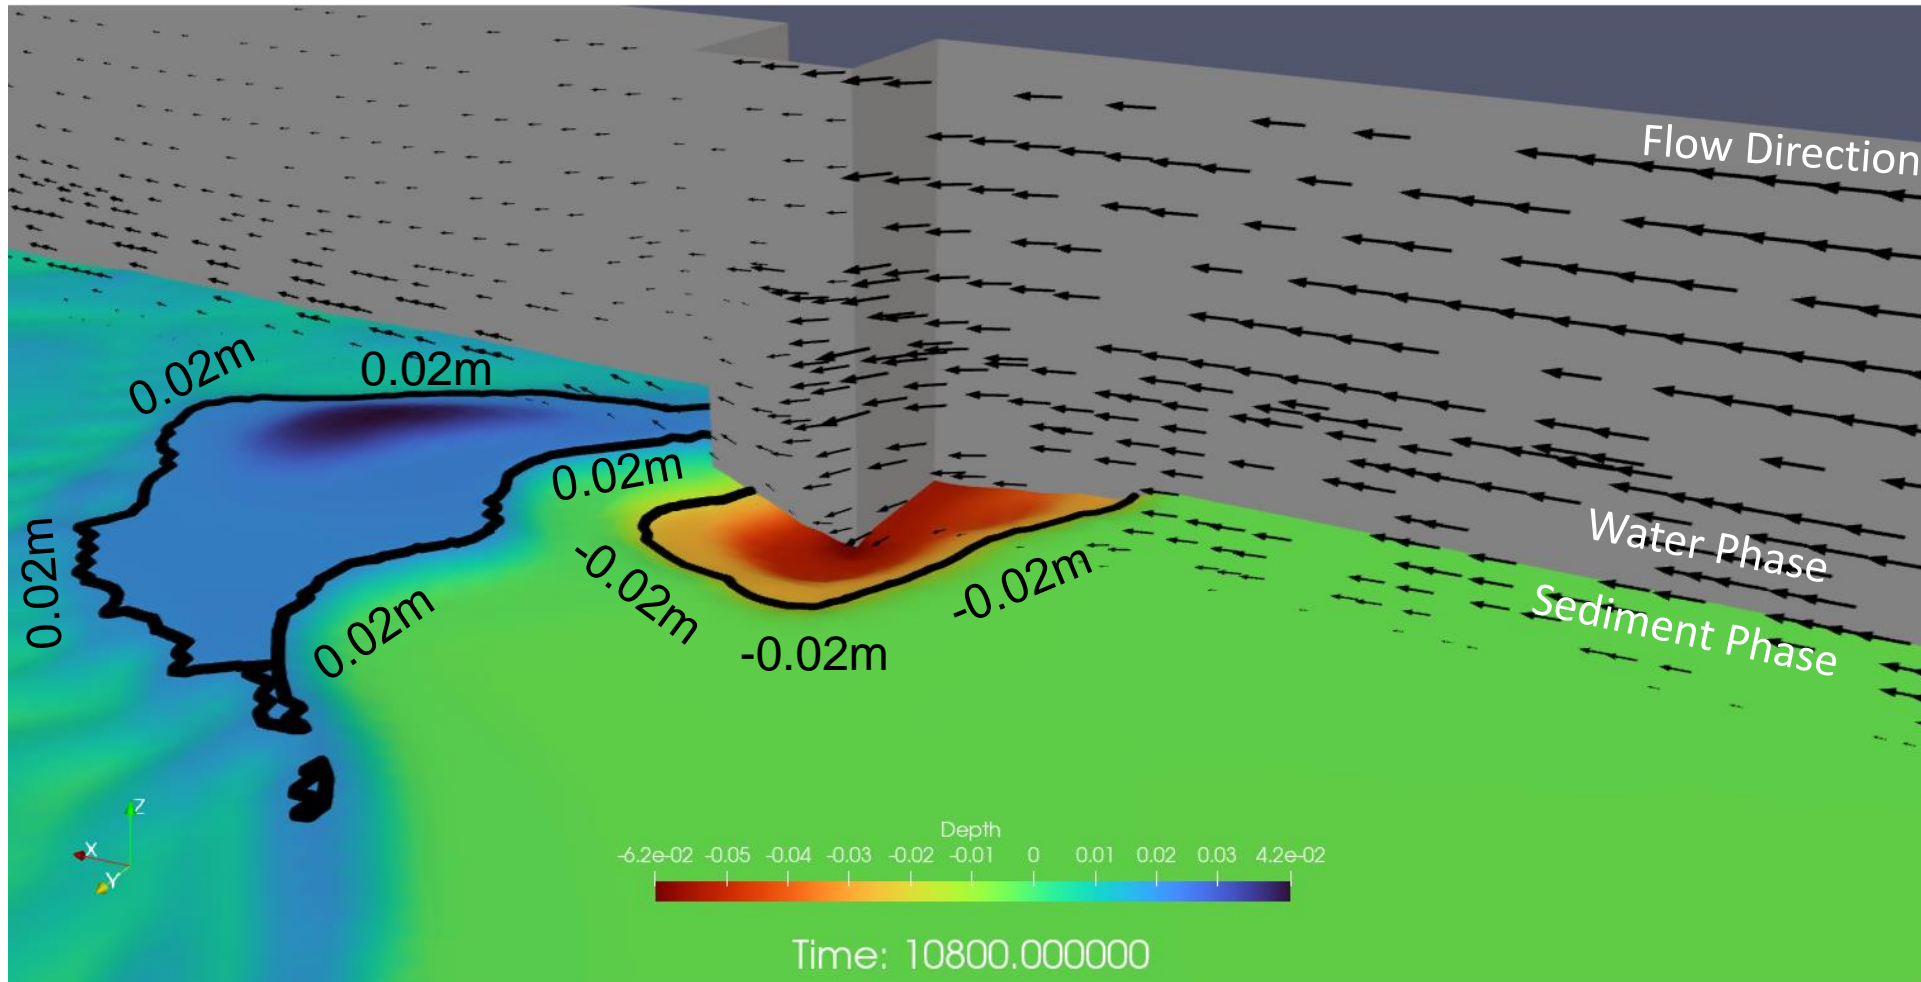 Flow Direction
0.02m
0.02m
0.02m
0.02m
Water Phase
-0.02m
-0.02m
Sediment Phase
0.02m
-0.02m
Z
X
Y
Depth
-6.2e-02 -0.05 -0.04 -0.03 -0.02 -0.01 0 0.01 0.02 0.03 4.2e-02
Time: 10800.000000